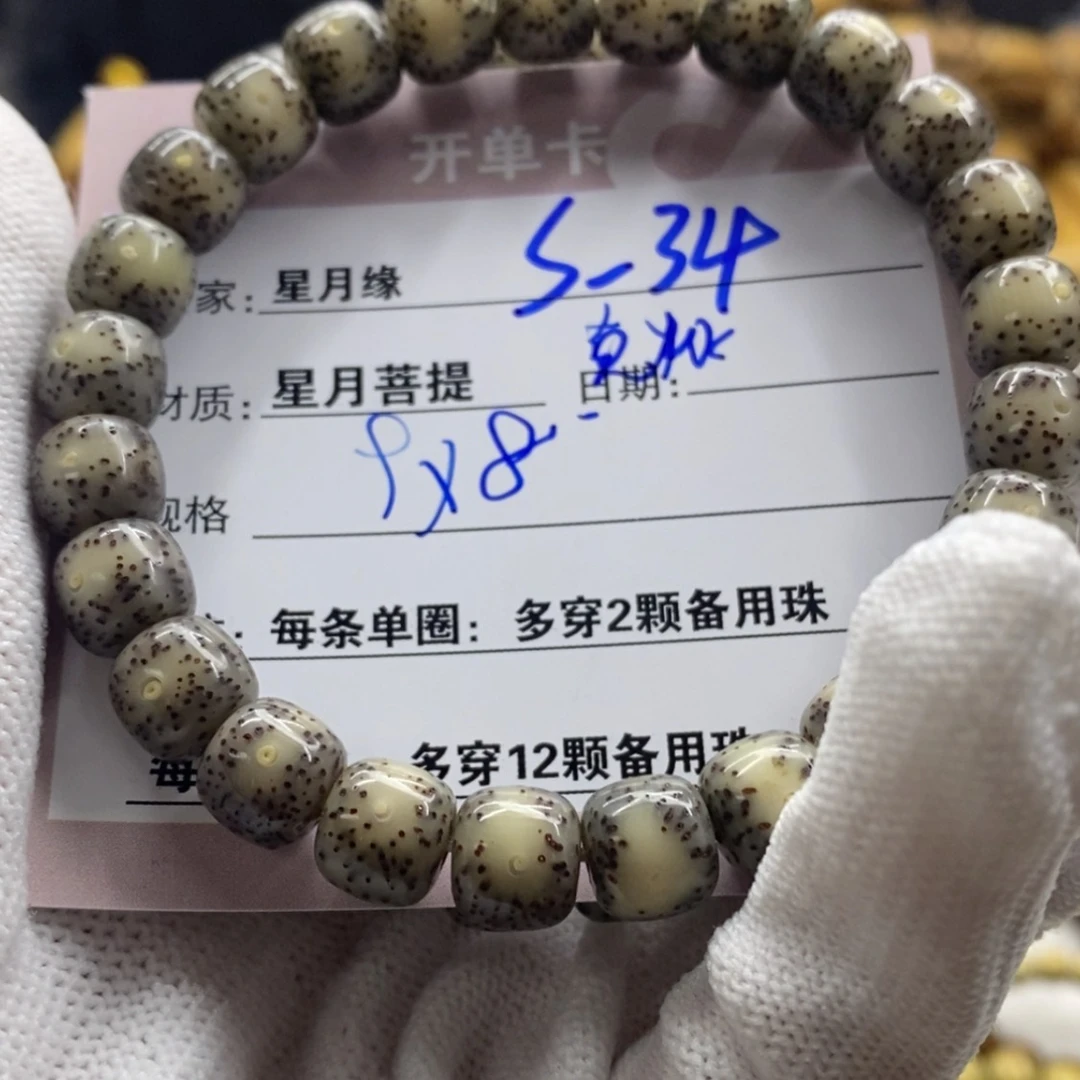 开单卡
家: 星月缘 S-34
材质: 星月菩提 日期:
9x8
规格
每条单圈: 多穿2颗备用珠
每 多穿12颗备用珠